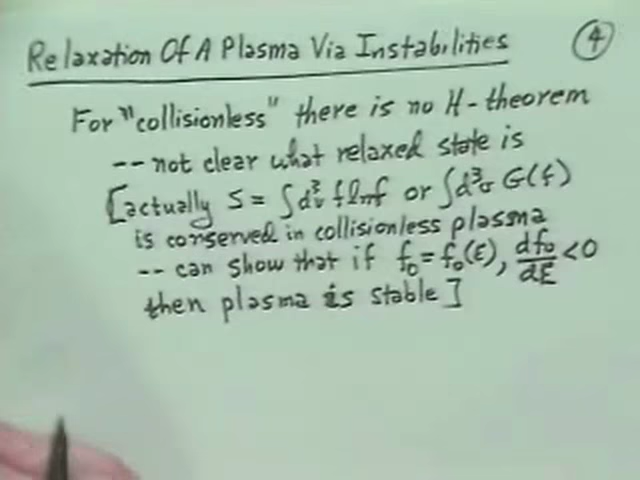 Relaxation Of A Plasma Via Instabilities ④
For "collisionless" there is no H-theorem
-- not clear what relaxed state is
[actually S = ∫d³v f ln f or ∫d³v G(f)
is conserved in collisionless plasma
-- can show that if f₀ = f₀(E), df₀/dE < 0
then plasma is stable]